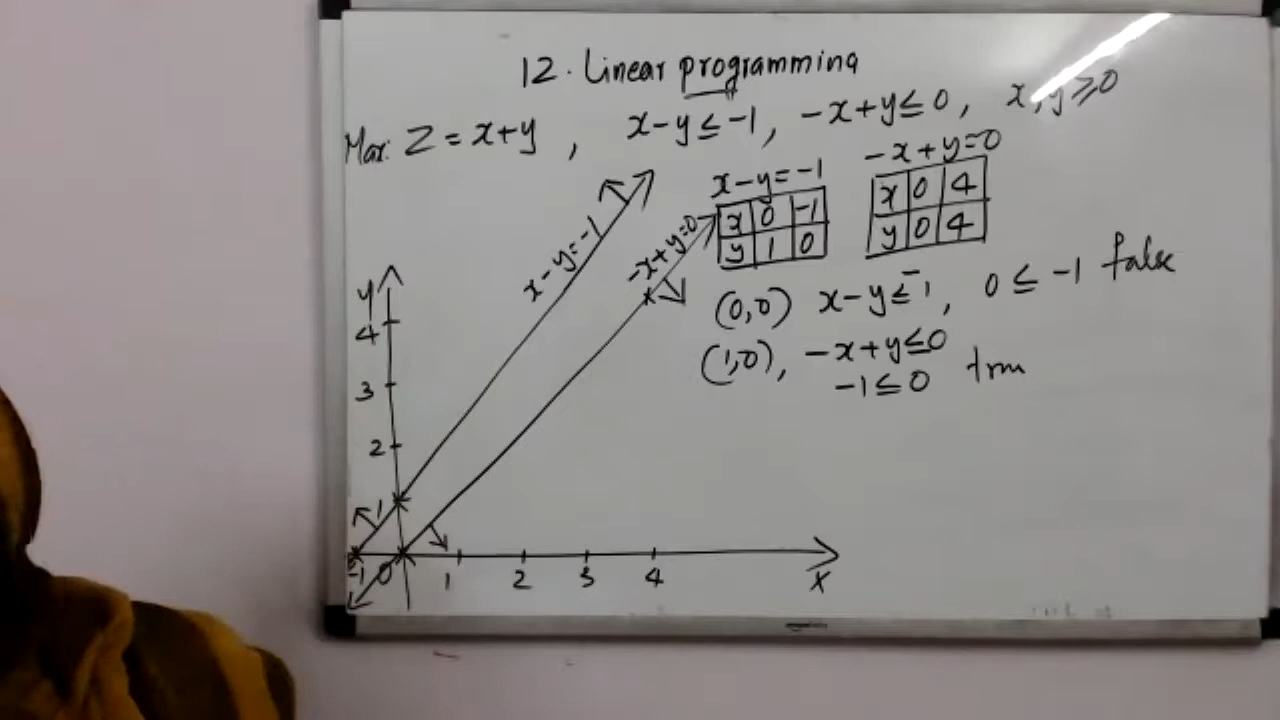 12. Linear programming
Max: Z = x+y , x-y ≤ -1, -x+y ≤ 0, x, y ≥ 0
x-y = -1
-x+y=0
x 0 -1
y 1 0
x 0 4
y 0 4
(0,0) x-y ≤ -1, 0 ≤ -1 false
(1,0), -x+y ≤ 0
-1 ≤ 0 true
x-y=-1
-x+y=0
y
4
3
2
1
-1 0 1 2 3 4 x